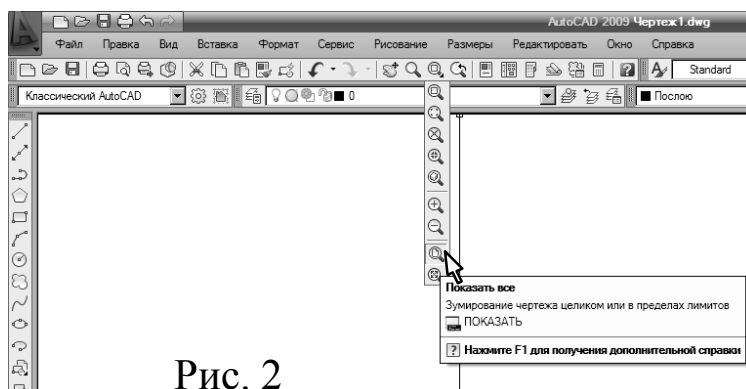 AutoCAD 2009 Чертеж1.dwg
Файл Правка Вид Вставка Формат Сервис Рисование Размеры Редактировать Окно Справка
Standard
Классический AutoCAD 0 Послою
Показать все
Зумирование чертежа целиком или в пределах лимитов
ПОКАЗАТЬ
? Нажмите F1 для получения дополнительной справки
Рис. 2